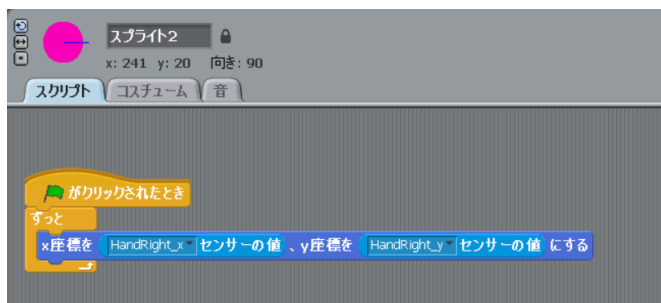 スプライト2
x: 241 y: 20 向き: 90
スクリプト コスチューム 音
がクリックされたとき
ずっと
x座標を HandRight_x センサーの値 、y座標を HandRight_y センサーの値 にする